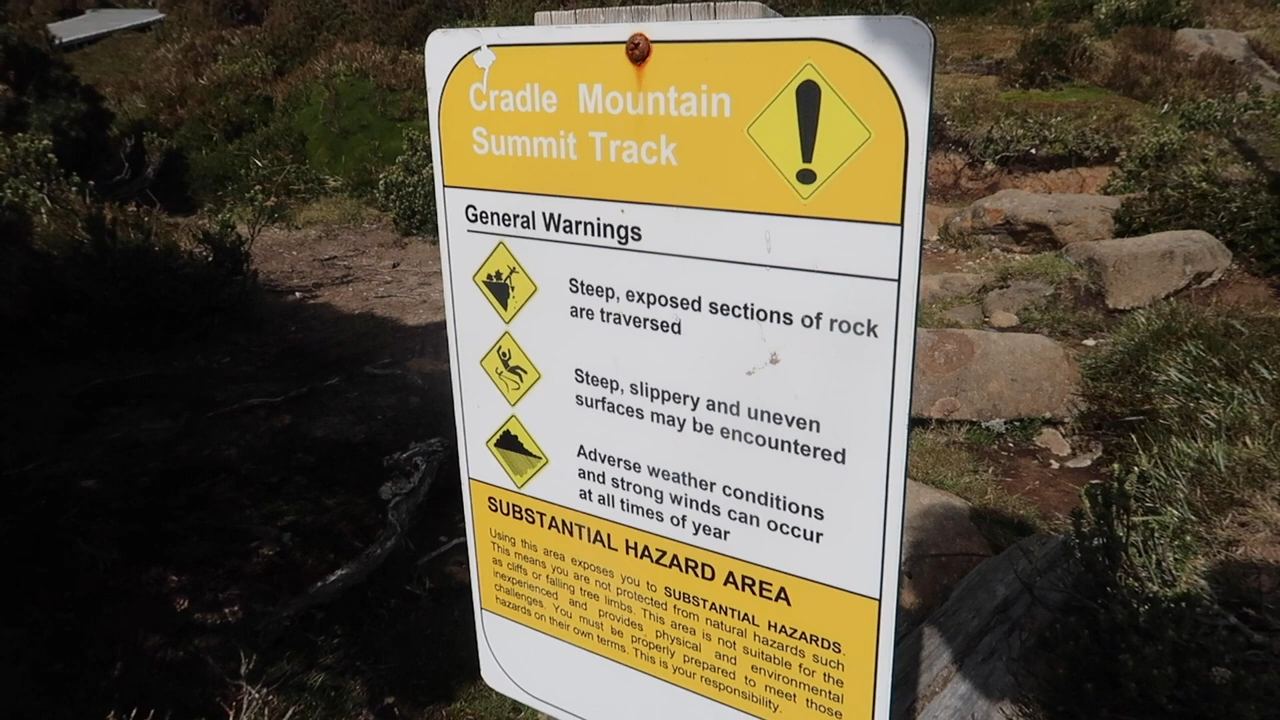 Cradle Mountain
Summit Track
General Warnings
Steep, exposed sections of rock
are traversed
Steep, slippery and uneven
surfaces may be encountered
Adverse weather conditions
and strong winds can occur
at all times of year
SUBSTANTIAL HAZARD AREA
Using this area exposes you to SUBSTANTIAL HAZARDS.
This means you are not protected from natural hazards such
as cliffs or falling tree limbs. This area is not suitable for the
inexperienced and provides physical and environmental
challenges. You must be properly prepared to meet those
hazards on their own terms. This is your responsibility.